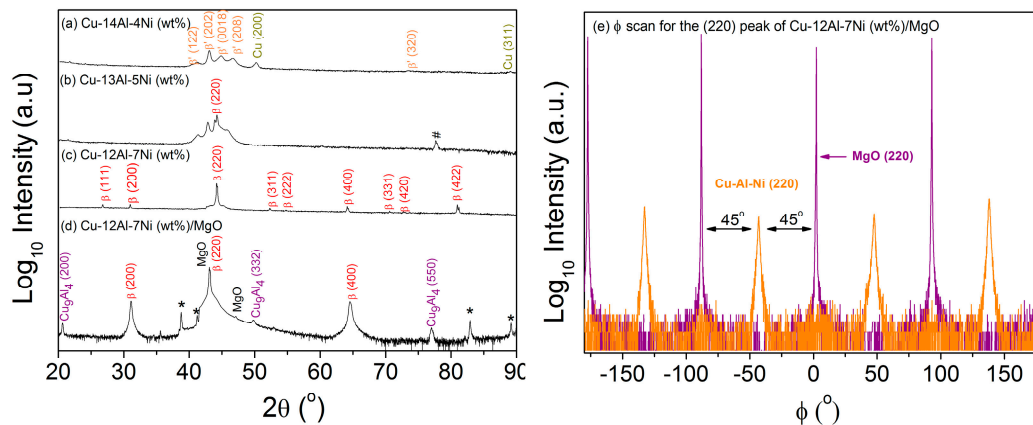 (a) Cu-14Al-4Ni (wt%)
β' (122)
β' (202)
β' (0018)
β' (208)
Cu (200)
β' (320)
Cu (311)
(b) Cu-13Al-5Ni (wt%)
β (220)
#
(c) Cu-12Al-7Ni (wt%)
β (111)
β (200)
β (220)
β (311)
β (222)
β (400)
β (331)
β (420)
β (422)
(d) Cu-12Al-7Ni (wt%)/MgO
Cu₉Al₄ (200)
β (200)
*
*
MgO
β (220)
MgO
Cu₉Al₄ (332)
β (400)
Cu₉Al₄ (550)
*
*
20 30 40 50 60 70 80 90
2θ (°)
Log₁₀ Intensity (a.u)
(e) ϕ scan for the (220) peak of Cu-12Al-7Ni (wt%)/MgO
MgO (220)
Cu-Al-Ni (220)
45° 45°
-150 -100 -50 0 50 100 150
ϕ (°)
Log₁₀ Intensity (a.u.)